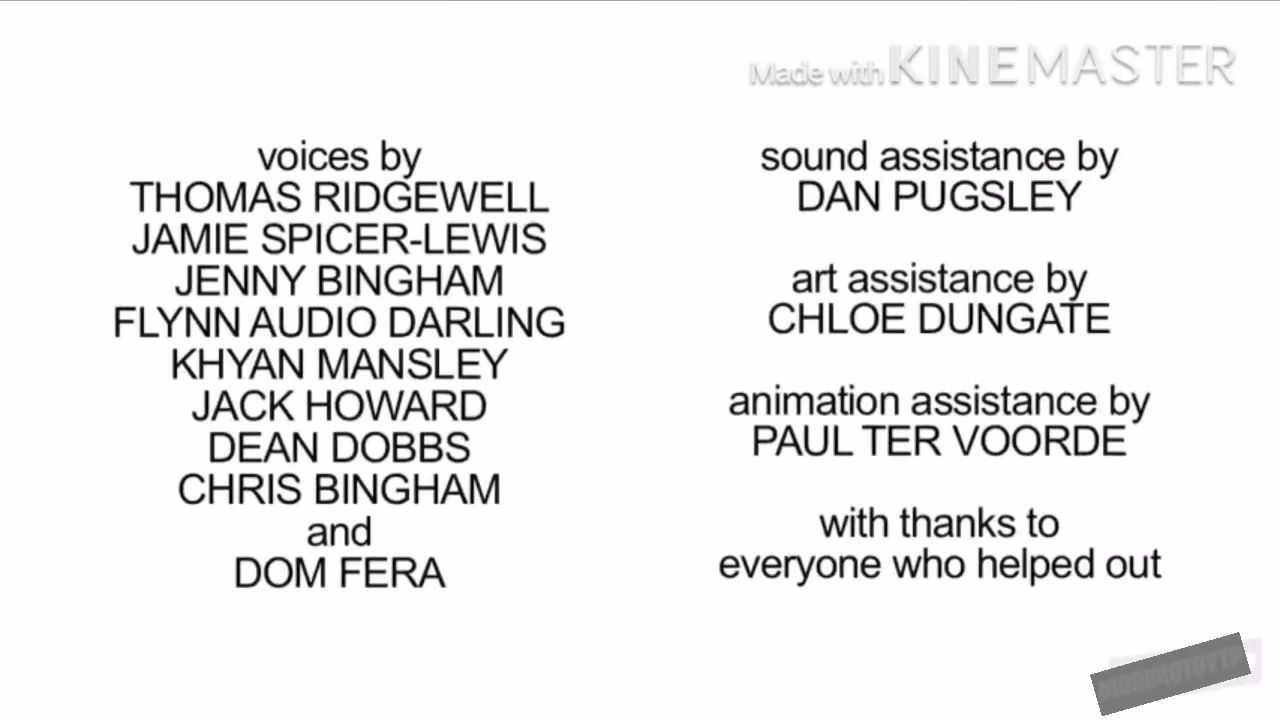 Made with KINEMASTER
voices by
THOMAS RIDGEWELL
JAMIE SPICER-LEWIS
JENNY BINGHAM
FLYNN AUDIO DARLING
KHYAN MANSLEY
JACK HOWARD
DEAN DOBBS
CHRIS BINGHAM
and
DOM FERA
sound assistance by
DAN PUGSLEY
art assistance by
CHLOE DUNGATE
animation assistance by
PAUL TER VOORDE
with thanks to
everyone who helped out